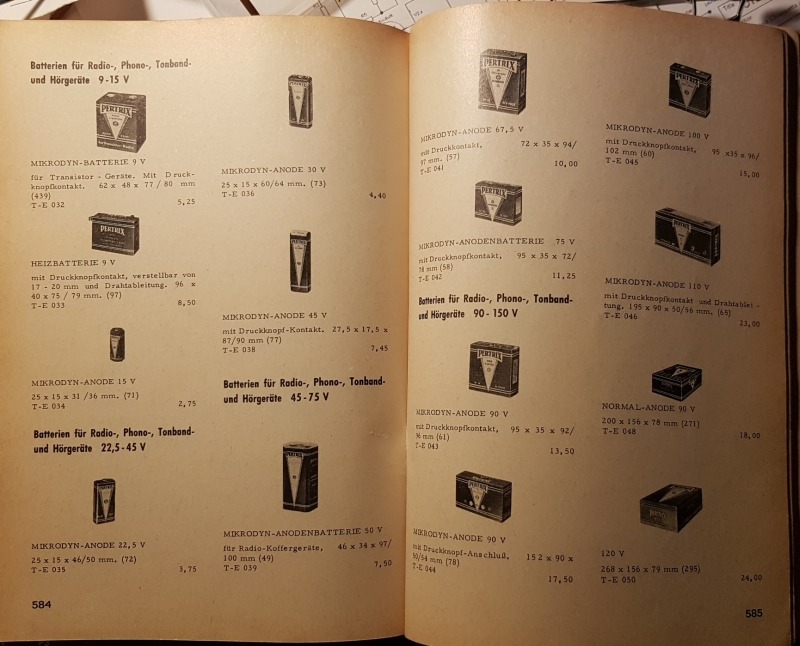 Batterien für Radio-, Phono-, Tonband-
und Hörgeräte 9-15 V
PERTRIX
MIKRODYN-BATTERIE 9 V
für Transistor - Geräte. Mit Druck-
knopfkontakt. 62 x 48 x 77 / 80 mm
(439)
T-E 032 5,25
PERTRIX
HEIZBATTERIE 9 V
mit Druckknopfkontakt, verstellbar von
17 - 20 mm und Drahtableitung. 96 x
40 x 75 / 79 mm. (97)
T-E 033 8,50
MIKRODYN-ANODE 15 V
25 x 15 x 31 /36 mm. (71)
T-E 034 2,75
Batterien für Radio-, Phono-, Tonband-
und Hörgeräte 22,5-45 V
MIKRODYN-ANODE 22,5 V
25 x 15 x 46/50 mm. (72)
T-E 035 3,75
584
MIKRODYN-ANODE 30 V
25 x 15 x 60/64 mm. (73)
T-E 036 4,40
PERTRIX
MIKRODYN-ANODE 45 V
mit Druckknopf-Kontakt. 27,5 x 17,5 x
87/90 mm (77)
T-E 038 7,45
Batterien für Radio-, Phono-, Tonband-
und Hörgeräte 45-75 V
PERTRIX
MIKRODYN-ANODENBATTERIE 50 V
für Radio-Koffergeräte, 46 x 34 x 97/
100 mm (49)
T-E 039 7,50
PERTRIX
MIKRODYN-ANODE 67,5 V
mit Druckkontakt, 72 x 35 x 94/
97 mm. (57)
T-E 041 10,00
PERTRIX
MIKRODYN-ANODENBATTERIE 75 V
mit Druckknopfkontakt, 95 x 35 x 72/
78 mm (58)
T-E 042 11,25
Batterien für Radio-, Phono-, Tonband-
und Hörgeräte 90-150 V
PERTRIX
MIKRODYN-ANODE 90 V
mit Druckknopfkontakt, 95 x 35 x 92/
96 mm (61)
T-E 043 13,50
MIKRODYN-ANODE 90 V
mit Druckknopf-Anschluß, 152 x 90 x
50/54 mm (78)
T-E 044 17,50
PERTRIX
MIKRODYN-ANODE 100 V
mit Druckknopfkontakt, 95 x35 x 96/
102 mm (60)
T-E 045 15,00
MIKRODYN-ANODE 110 V
mit Druckknopfkontakt und Drahtablei-
tung. 195 x 90 x 50/56 mm. (65)
T-E 046 23,00
NORMAL-ANODE 90 V
200 x 156 x 78 mm (271)
T-E 048 18,00
120 V
268 x 156 x 79 mm (295)
T-E 050 24,00
585